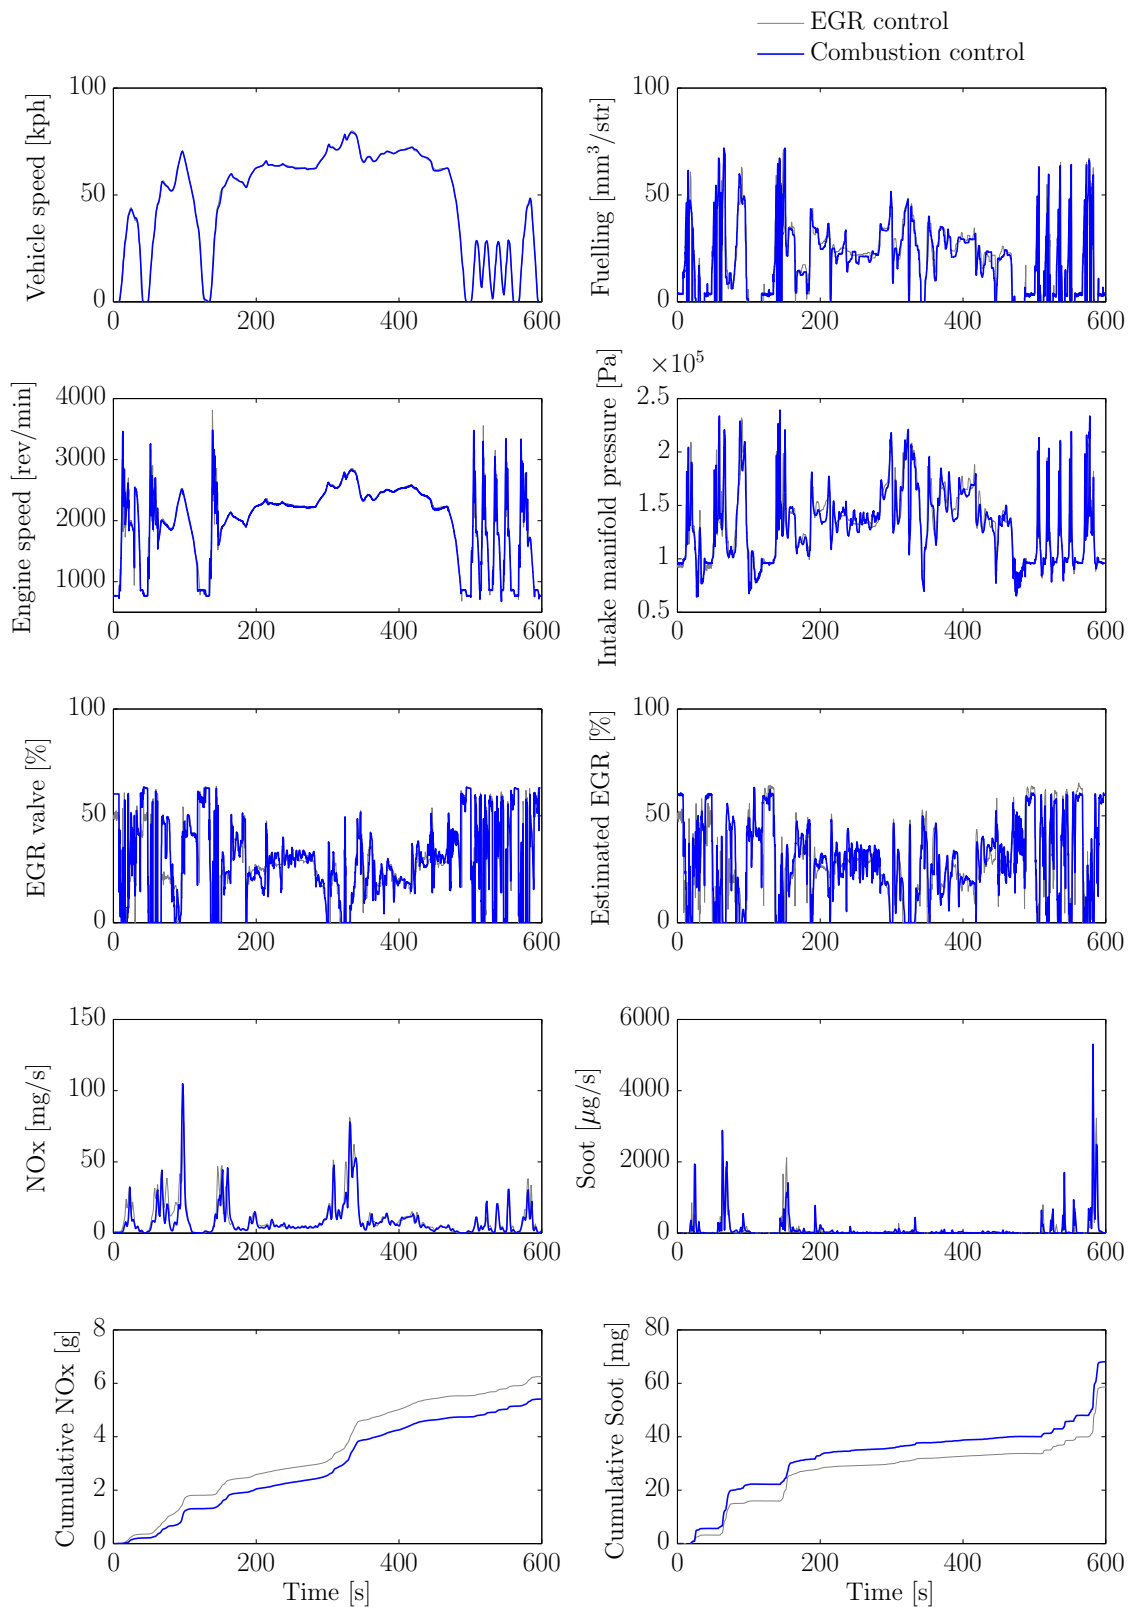 EGR control
Combustion control
100
50
0
0 200 400 600
Vehicle speed [kph]
100
50
0
0 200 400 600
Fuelling [mm³/str]
4000
3000
2000
1000
0 200 400 600
Engine speed [rev/min]
×10⁵
2.5
2
1.5
1
0.5
0 200 400 600
Intake manifold pressure [Pa]
100
50
0
0 200 400 600
EGR valve [%]
100
50
0
0 200 400 600
Estimated EGR [%]
150
100
50
0
0 200 400 600
NOx [mg/s]
6000
4000
2000
0
0 200 400 600
Soot [μg/s]
8
6
4
2
0
0 200 400 600
Cumulative NOx [g]
Time [s]
80
60
40
20
0
0 200 400 600
Cumulative Soot [mg]
Time [s]